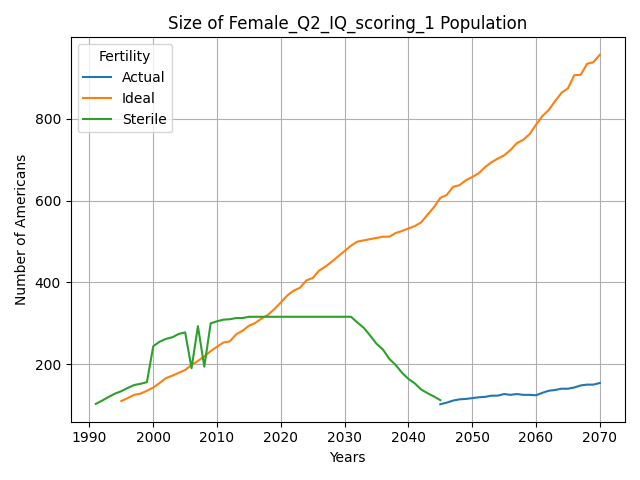 Size of Female_Q2_IQ_scoring_1 Population
Fertility
Actual
Ideal
Sterile
Number of Americans
800
600
400
200
1990 2000 2010 2020 2030 2040 2050 2060 2070
Years